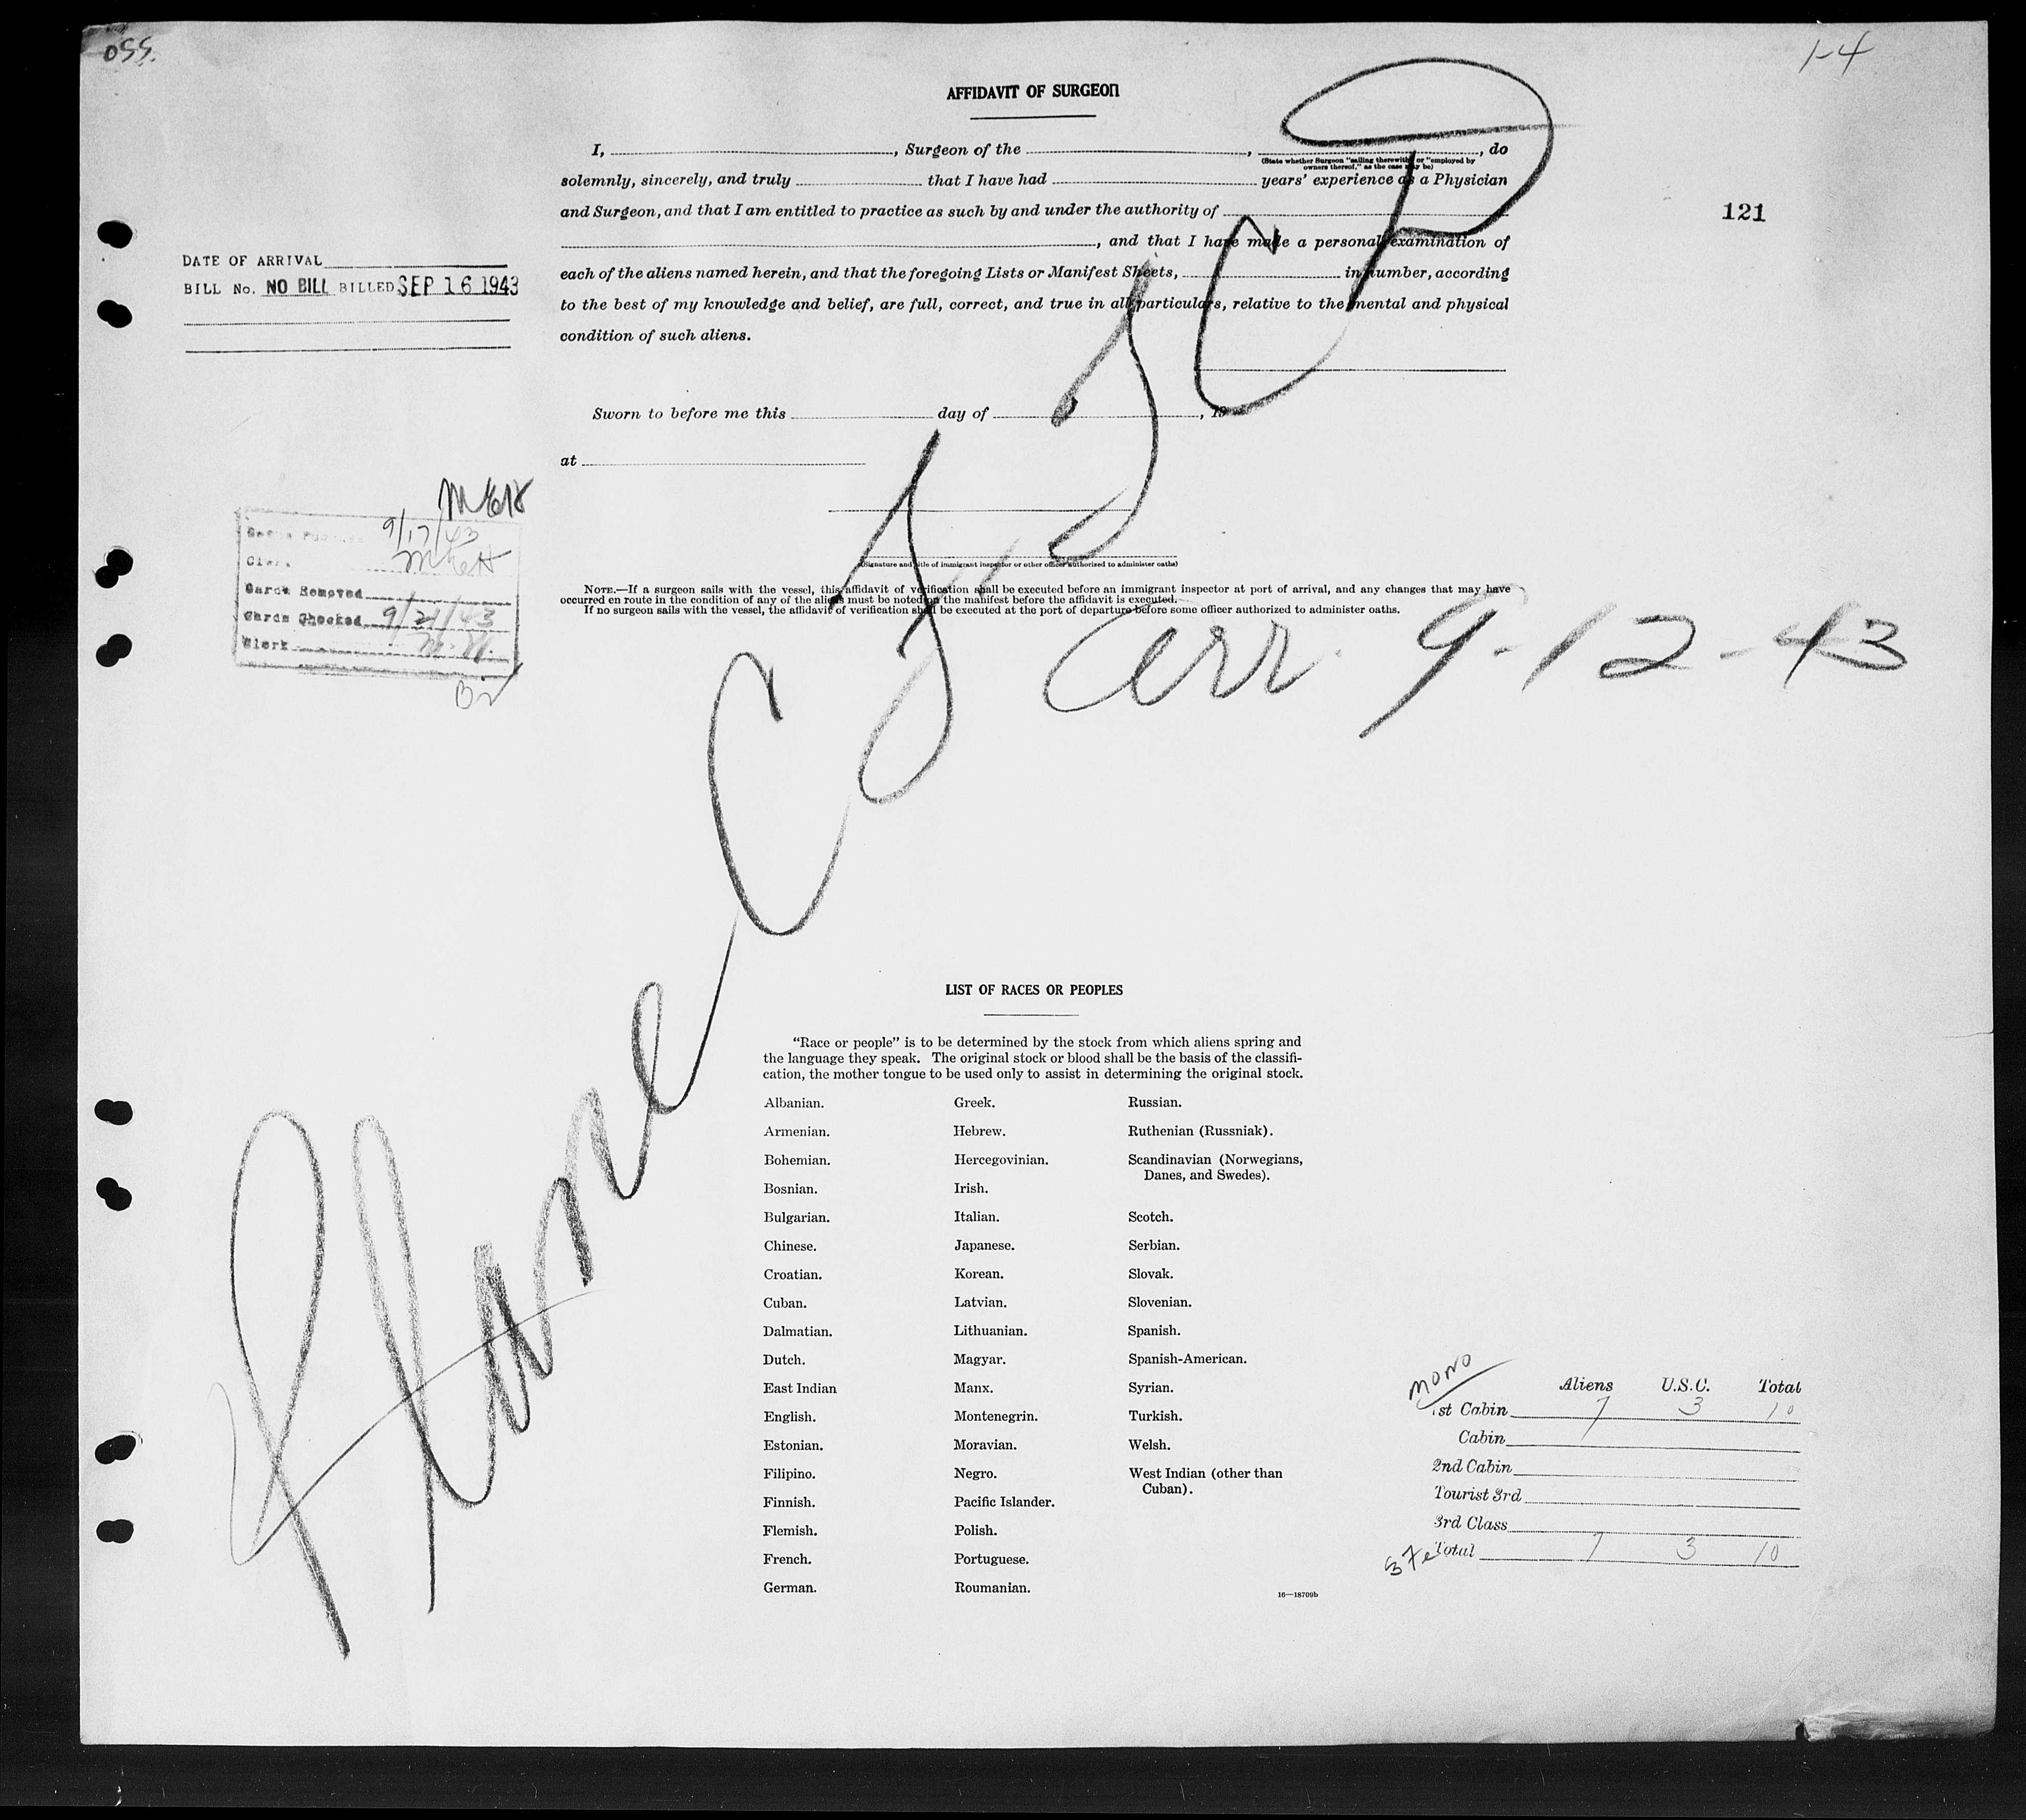 OSS.
1-4
AFFIDAVIT OF SURGEON
I, , Surgeon of the , , do
(State whether Surgeon "sailing therewith" or "employed by owners thereof," as the case may be)
solemnly, sincerely, and truly that I have had years' experience as a Physician
and Surgeon, and that I am entitled to practice as such by and under the authority of
, and that I have made a personal examination of
each of the aliens named herein, and that the foregoing Lists or Manifest Sheets, in number, according
to the best of my knowledge and belief, are full, correct, and true in all particulars, relative to the mental and physical
condition of such aliens.
121
DATE OF ARRIVAL
BILL No. NO BILL BILLED SEP 16 1943
Sworn to before me this day of , 19
at
(Signature and title of immigrant inspector or other officer authorized to administer oaths)
9/17/43
Clerk
Cards Removed
Cards Checked 9/21/43
Clerk M.M.
NOTE.—If a surgeon sails with the vessel, this affidavit of verification shall be executed before an immigrant inspector at port of arrival, and any changes that may have
occurred en route in the condition of any of the aliens must be noted on the manifest before the affidavit is executed.
If no surgeon sails with the vessel, the affidavit of verification shall be executed at the port of departure before some officer authorized to administer oaths.
Plane
arr. 9-12-43
LIST OF RACES OR PEOPLES
"Race or people" is to be determined by the stock from which aliens spring and
the language they speak. The original stock or blood shall be the basis of the classifi-
cation, the mother tongue to be used only to assist in determining the original stock.
Albanian. Greek. Russian.
Armenian. Hebrew. Ruthenian (Russniak).
Bohemian. Hercegovinian. Scandinavian (Norwegians,
Danes, and Swedes).
Bosnian. Irish.
Bulgarian. Italian. Scotch.
Chinese. Japanese. Serbian.
Croatian. Korean. Slovak.
Cuban. Latvian. Slovenian.
Dalmatian. Lithuanian. Spanish.
Dutch. Magyar. Spanish-American.
East Indian Manx. Syrian.
English. Montenegrin. Turkish.
Estonian. Moravian. Welsh.
Filipino. Negro. West Indian (other than
Cuban).
Finnish. Pacific Islander.
Flemish. Polish.
French. Portuguese.
German. Roumanian.
16—18709b
mono
Aliens U.S.C. Total
1st Cabin 7 3 10
Cabin
2nd Cabin
Tourist 3rd
3rd Class
Total 7 3 10